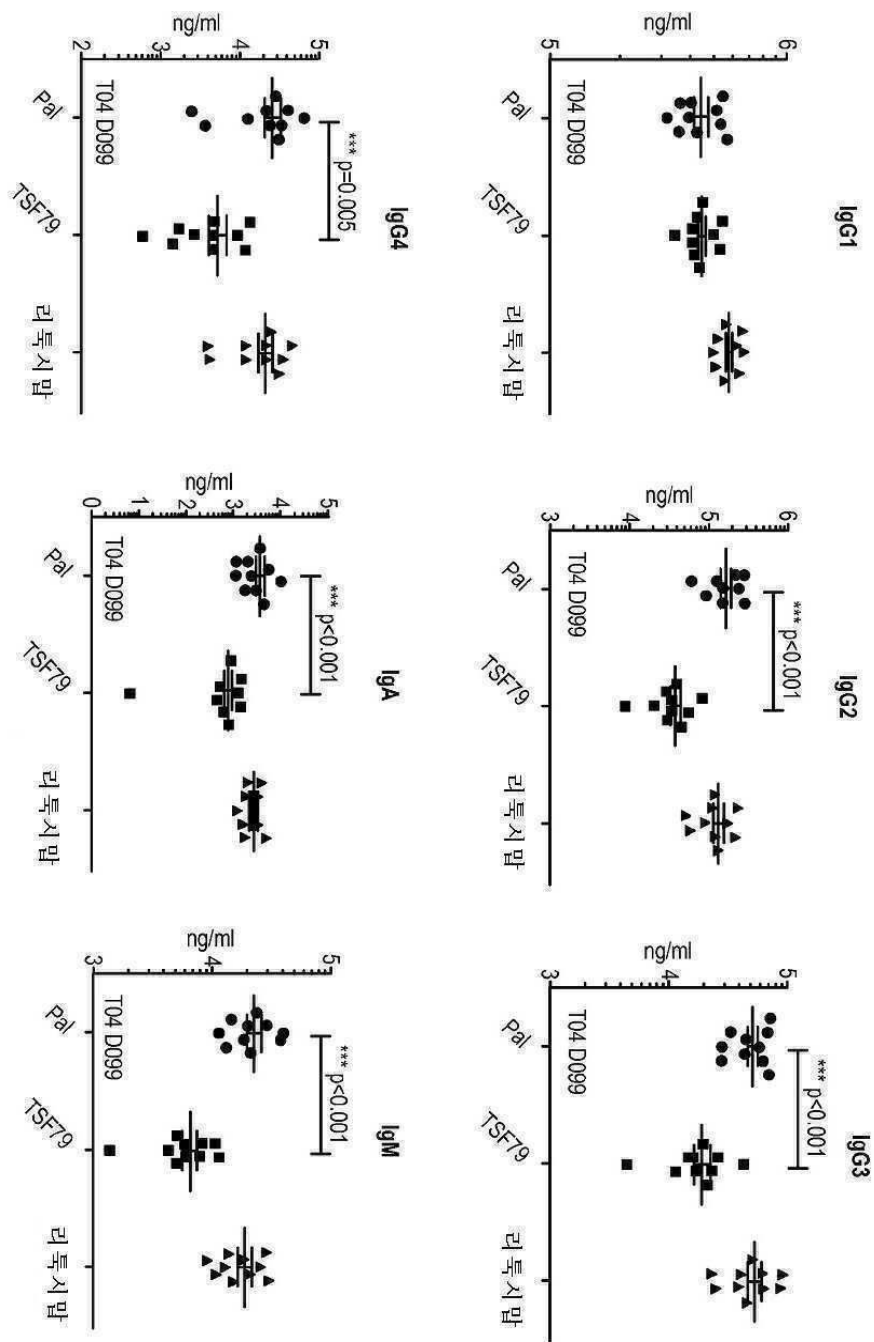 IgG1
6
5
ng/ml
T04 D099
Pal
TSF79
리툭시맙
IgG2
*** p<0.001
6
5
4
3
ng/ml
T04 D099
Pal
TSF79
리툭시맙
IgG3
*** p<0.001
5
4
3
ng/ml
T04 D099
Pal
TSF79
리툭시맙
IgG4
*** p=0.005
5
4
3
2
ng/ml
T04 D099
Pal
TSF79
리툭시맙
IgA
*** p<0.001
5
4
3
2
1
0
ng/ml
T04 D099
Pal
TSF79
리툭시맙
IgM
*** p<0.001
5
4
3
ng/ml
T04 D099
Pal
TSF79
리툭시맙